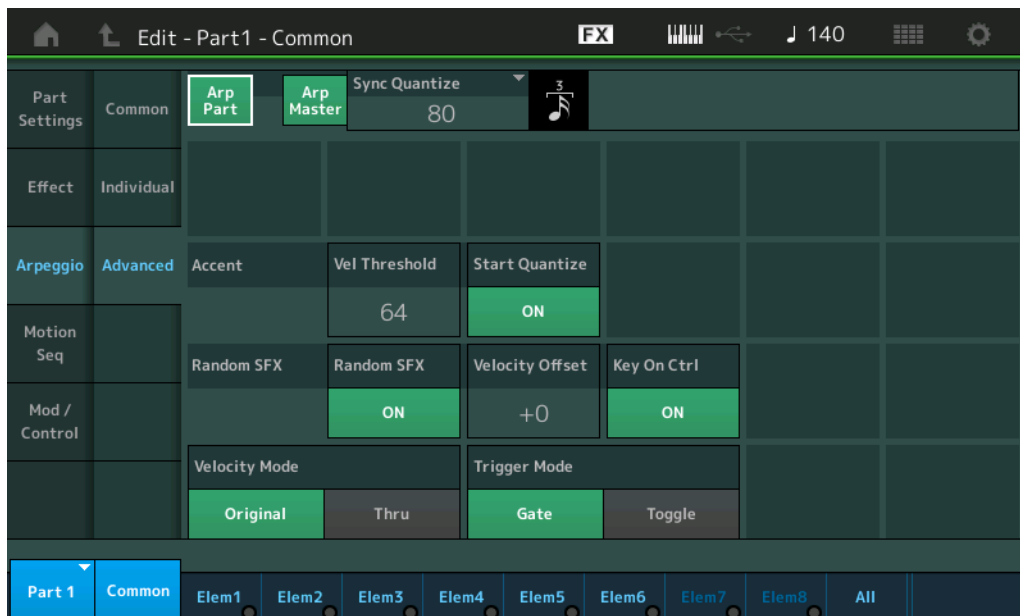 Edit - Part1 - Common
FX
♩ 140
Part
Settings
Common
Arp
Part
Arp
Master
Sync Quantize
80
3
Effect
Individual
Arpeggio
Advanced
Accent
Vel Threshold
64
Start Quantize
ON
Motion
Seq
Random SFX
Random SFX
ON
Velocity Offset
+0
Key On Ctrl
ON
Mod /
Control
Velocity Mode
Original
Thru
Trigger Mode
Gate
Toggle
Part 1
Common
Elem1
Elem2
Elem3
Elem4
Elem5
Elem6
Elem7
Elem8
All